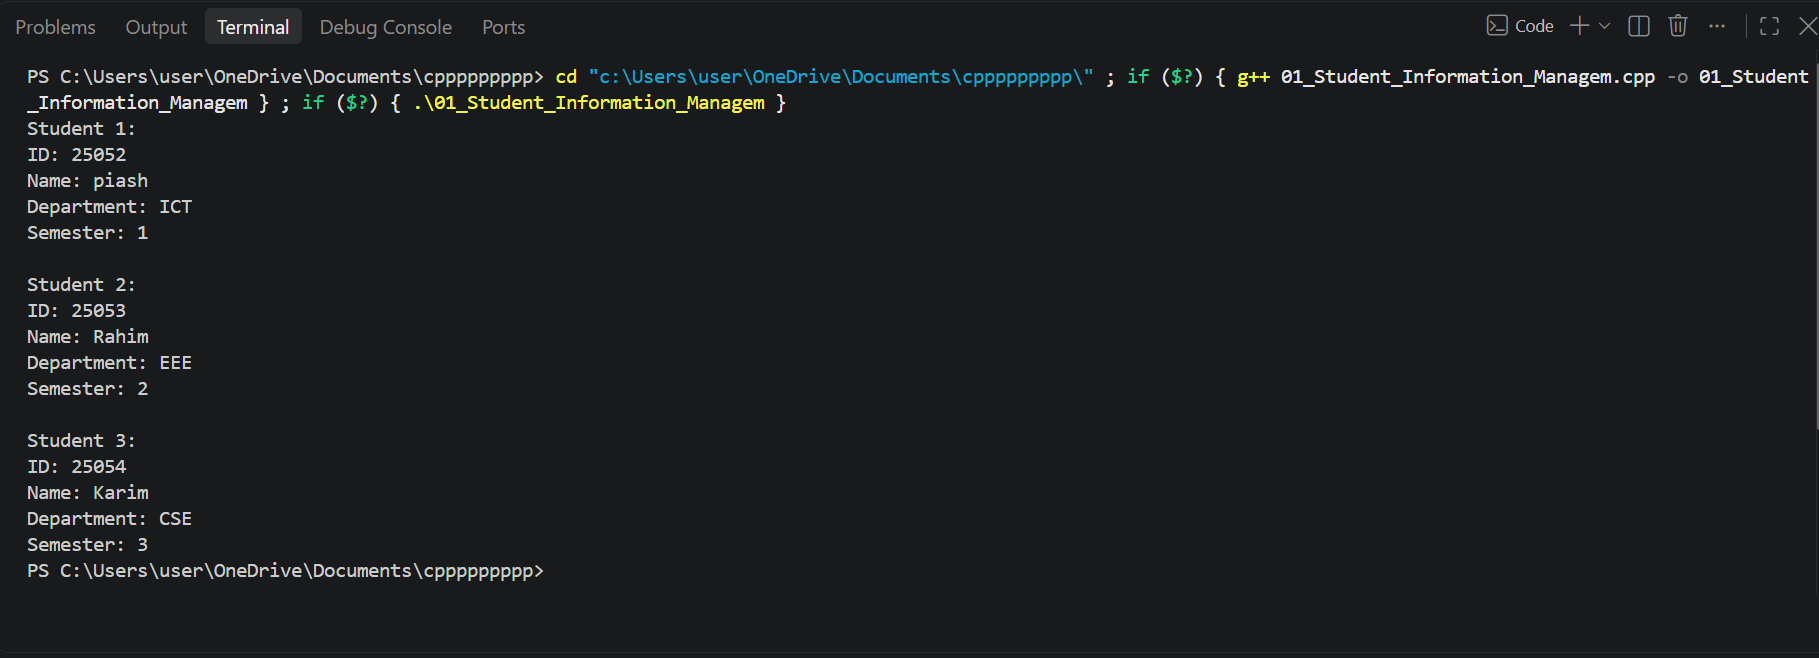 Problems Output Terminal Debug Console Ports Code
PS C:\Users\user\OneDrive\Documents\cpppppppppp> cd "c:\Users\user\OneDrive\Documents\cpppppppppp\" ; if ($?) { g++ 01_Student_Information_Managem.cpp -o 01_Student
_Information_Managem } ; if ($?) { .\01_Student_Information_Managem }
Student 1:
ID: 25052
Name: piash
Department: ICT
Semester: 1
Student 2:
ID: 25053
Name: Rahim
Department: EEE
Semester: 2
Student 3:
ID: 25054
Name: Karim
Department: CSE
Semester: 3
PS C:\Users\user\OneDrive\Documents\cpppppppppp>